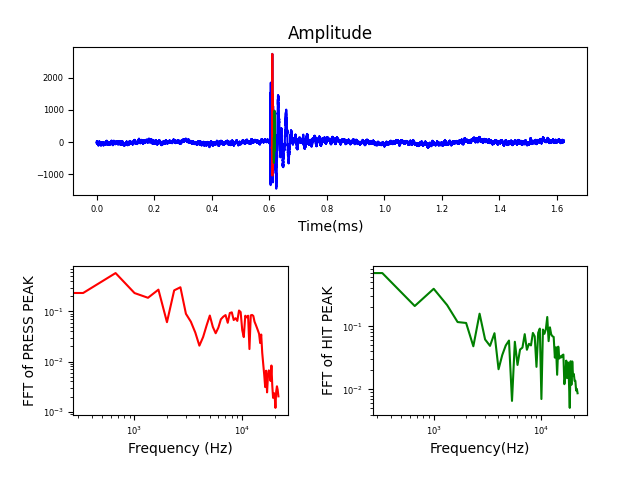 Amplitude
2000
1000
0
−1000
0.0 0.2 0.4 0.6 0.8 1.0 1.2 1.4 1.6
Time(ms)
FFT of PRESS PEAK
10⁻¹
10⁻²
10⁻³
10³ 10⁴
Frequency (Hz)
FFT of HIT PEAK
10⁻¹
10⁻²
10³ 10⁴
Frequency(Hz)